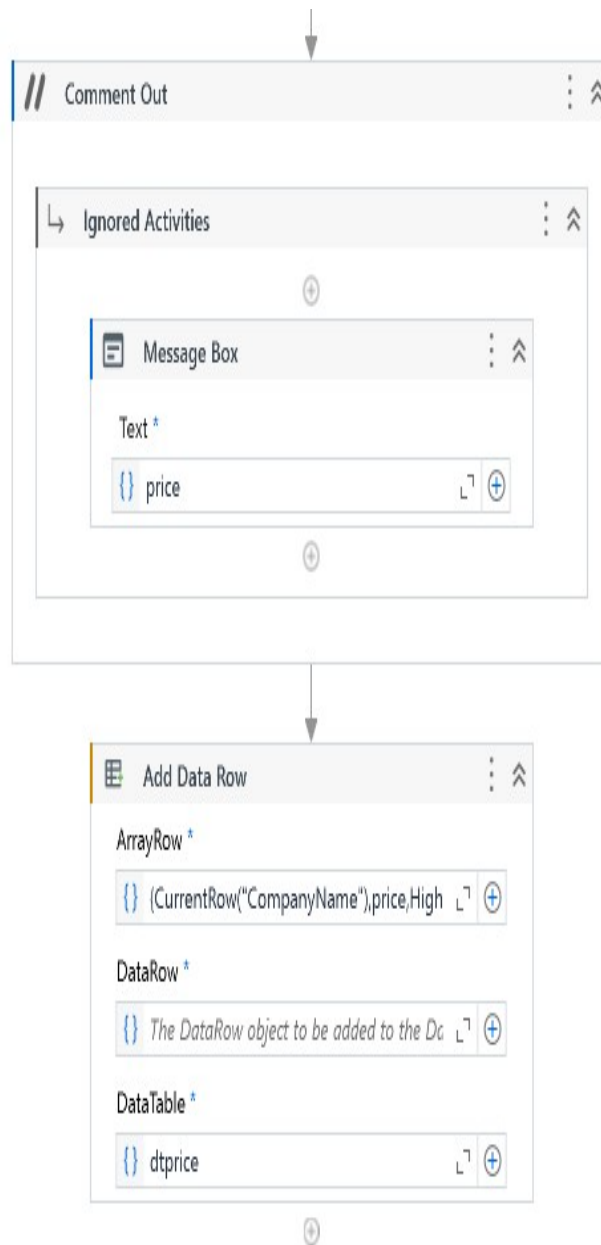 // Comment Out
Ignored Activities
Message Box
Text *
{} price
Add Data Row
ArrayRow *
{} {CurrentRow("CompanyName"),price,High
DataRow *
{} The DataRow object to be added to the Da
DataTable *
{} dtprice